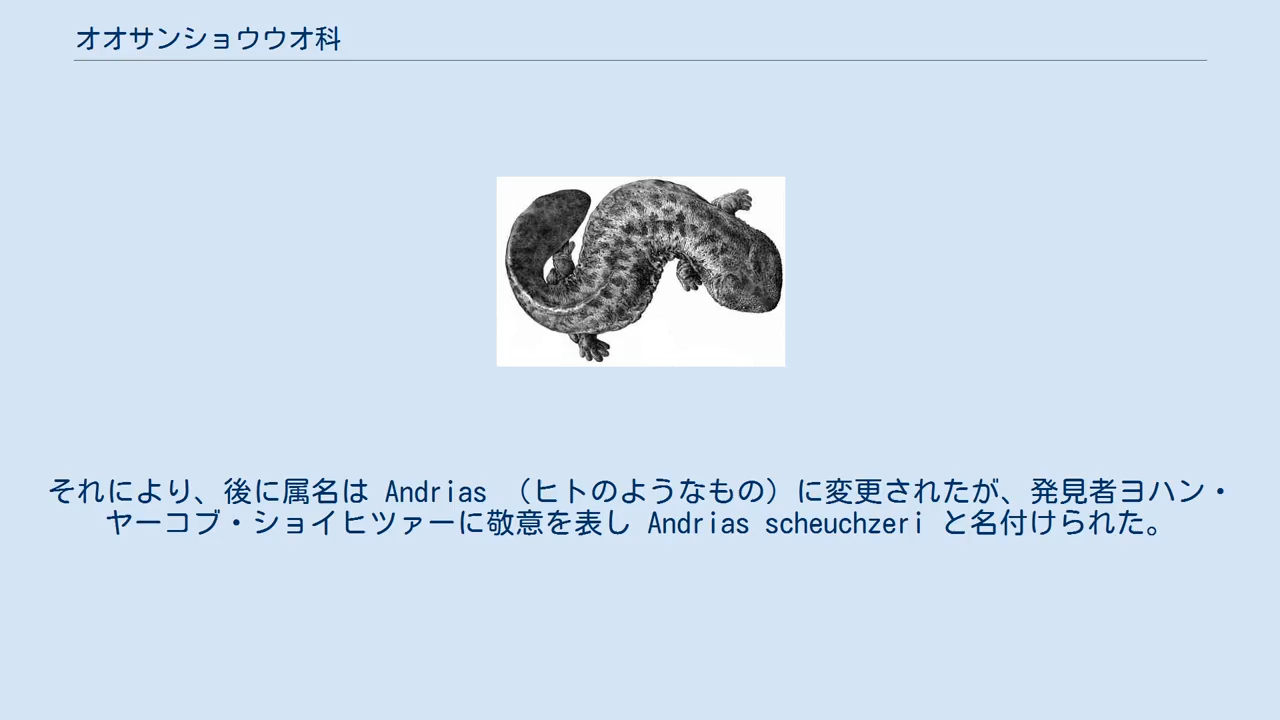 オオサンショウウオ科
それにより、後に属名は Andrias （ヒトのようなもの）に変更されたが、発見者ヨハン・
ヤーコブ・ショイヒツァーに敬意を表し Andrias scheuchzeri と名付けられた。